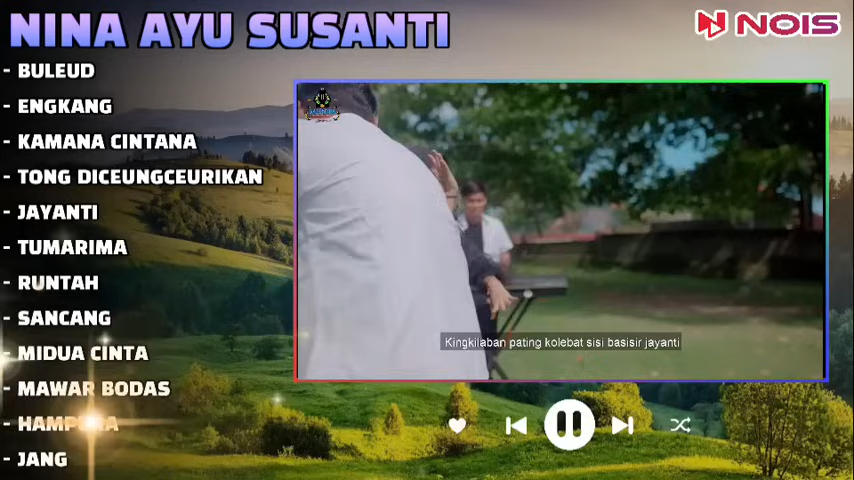 NINA AYU SUSANTI
NOIS
- BULEUD
- ENGKANG
- KAMANA CINTANA
- TONG DICEUNGCEURIKAN
- JAYANTI
- TUMARIMA
- RUNTAH
- SANCANG
- MIDUA CINTA
- MAWAR BODAS
- HAMPURA
- JANG
Kingkilaban pating kolebat sisi basisir jayanti